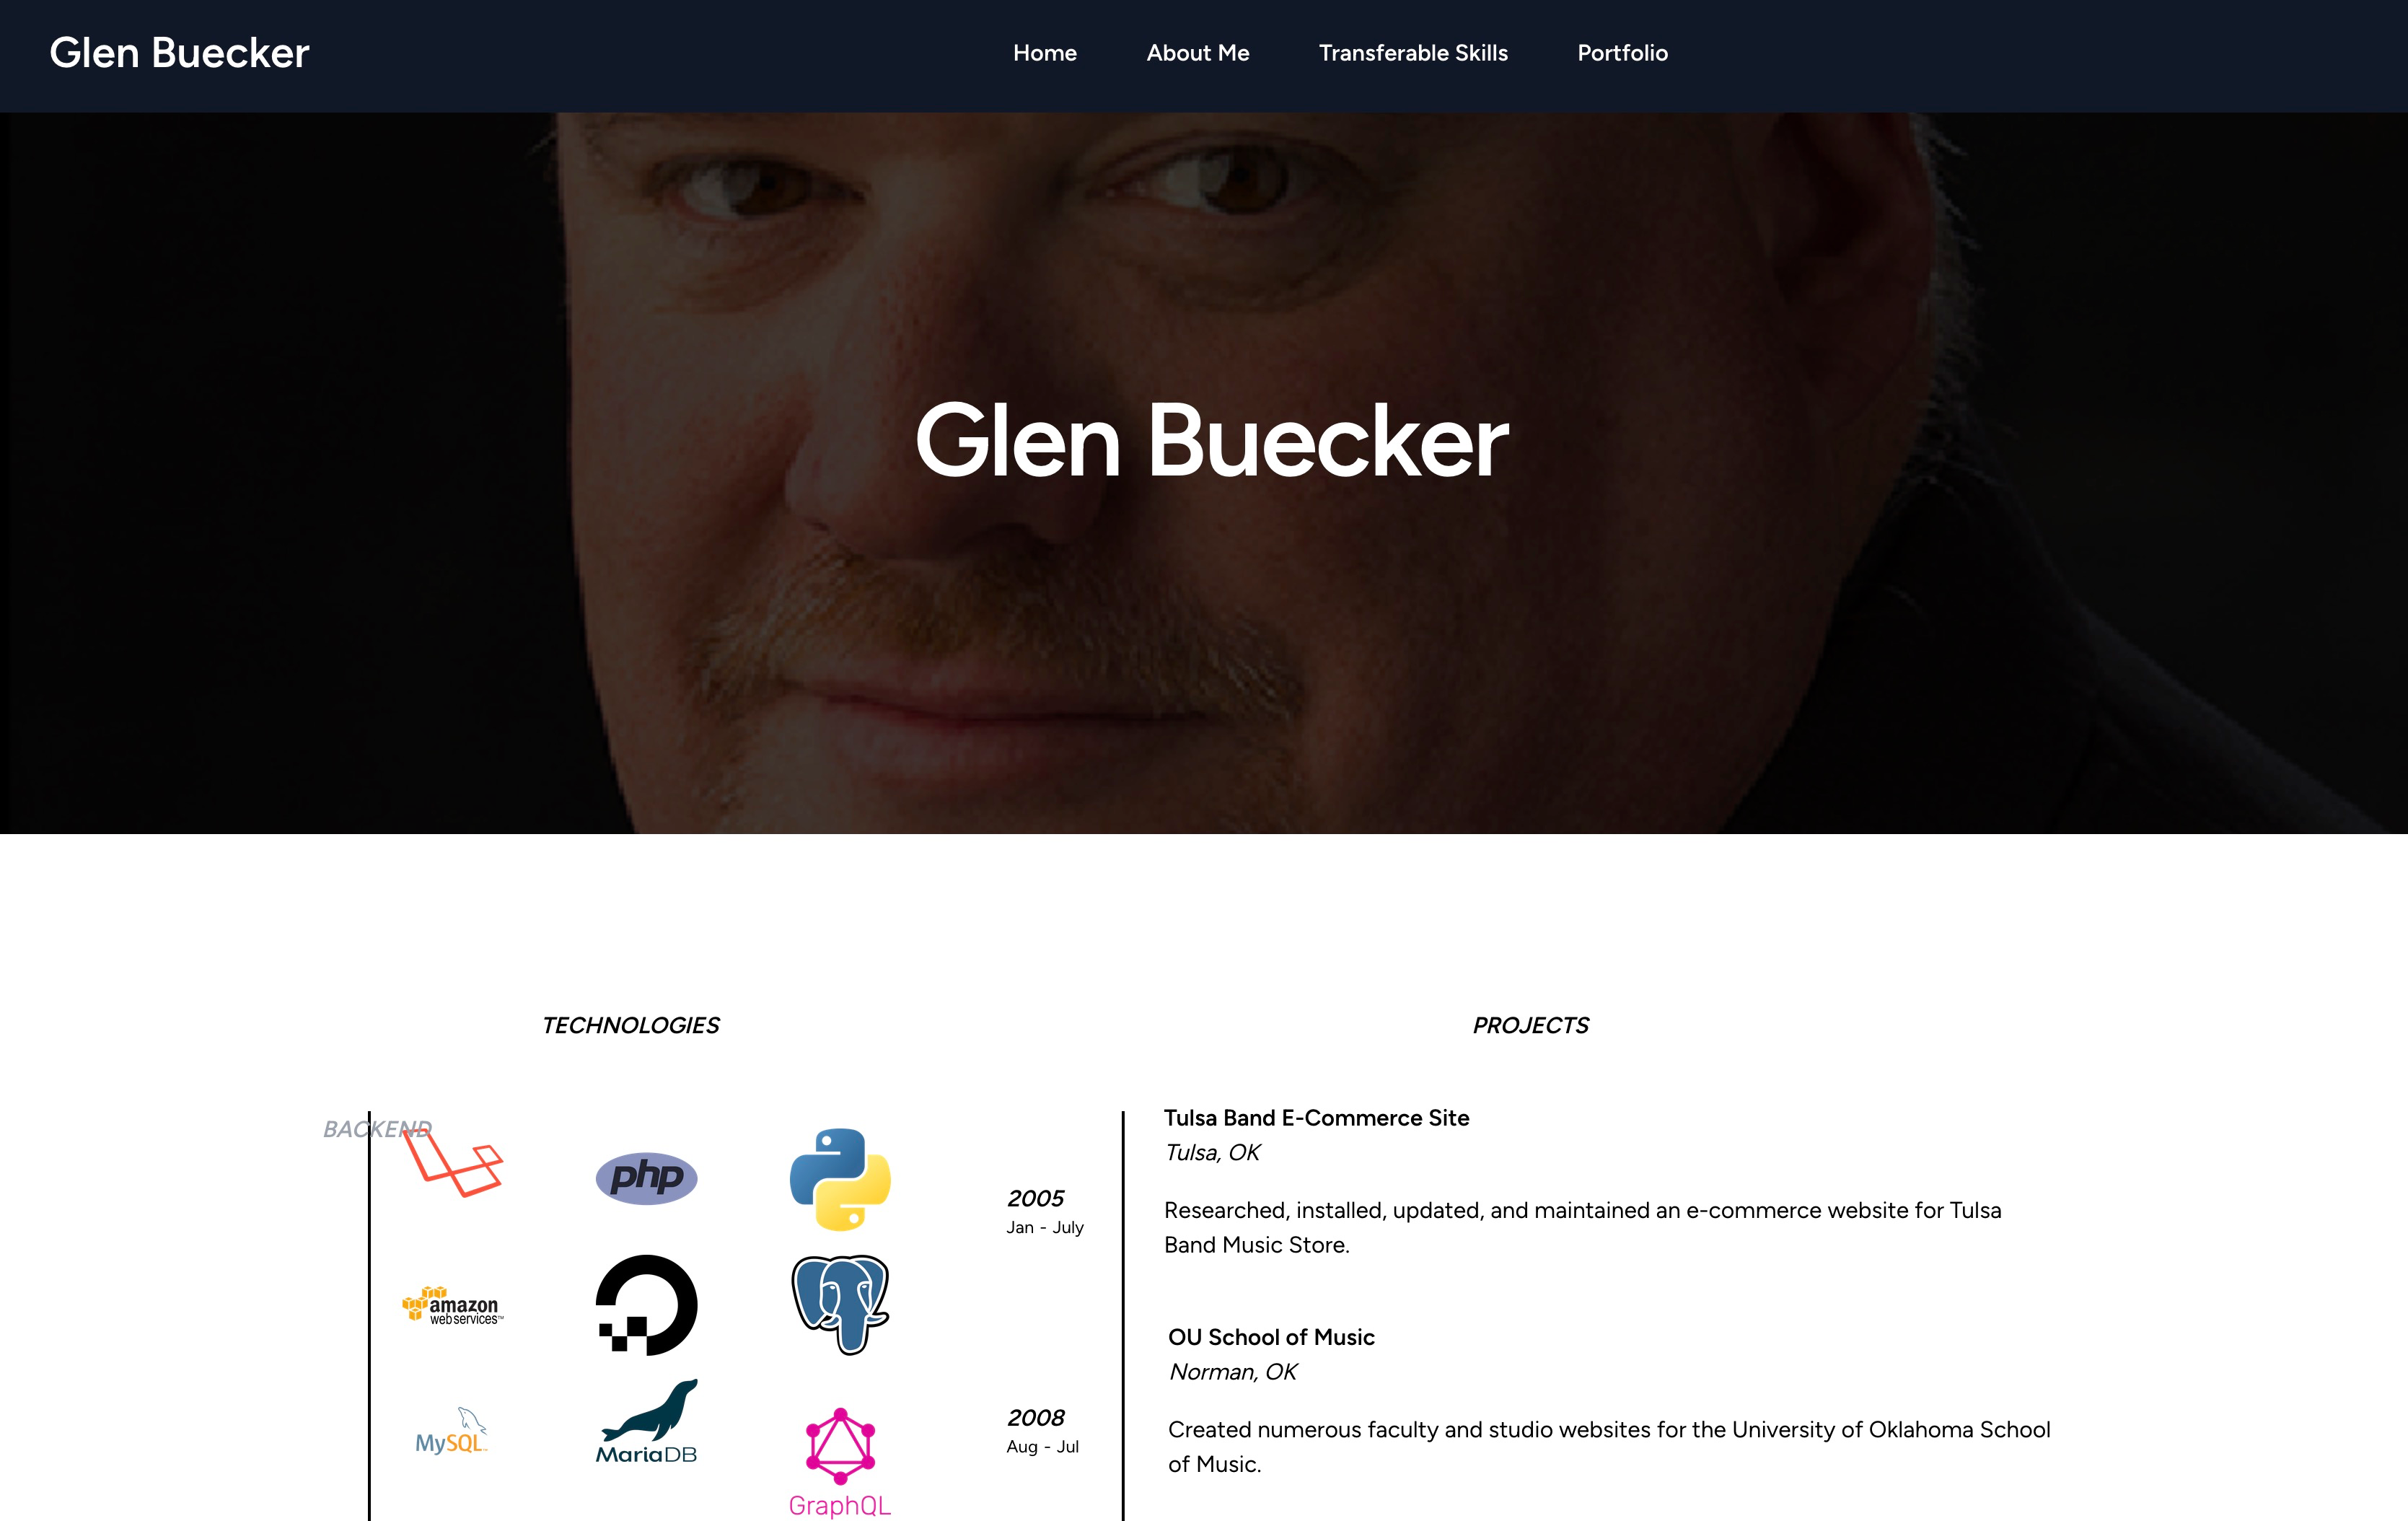 Glen Buecker
Home
About Me
Transferable Skills
Portfolio
Glen Buecker
TECHNOLOGIES
BACKEND
php
amazon
webservices™
MySQL™
MariaDB
GraphQL
PROJECTS
2005
Jan - July
Tulsa Band E-Commerce Site
Tulsa, OK
Researched, installed, updated, and maintained an e-commerce website for Tulsa
Band Music Store.
2008
Aug - Jul
OU School of Music
Norman, OK
Created numerous faculty and studio websites for the University of Oklahoma School
of Music.